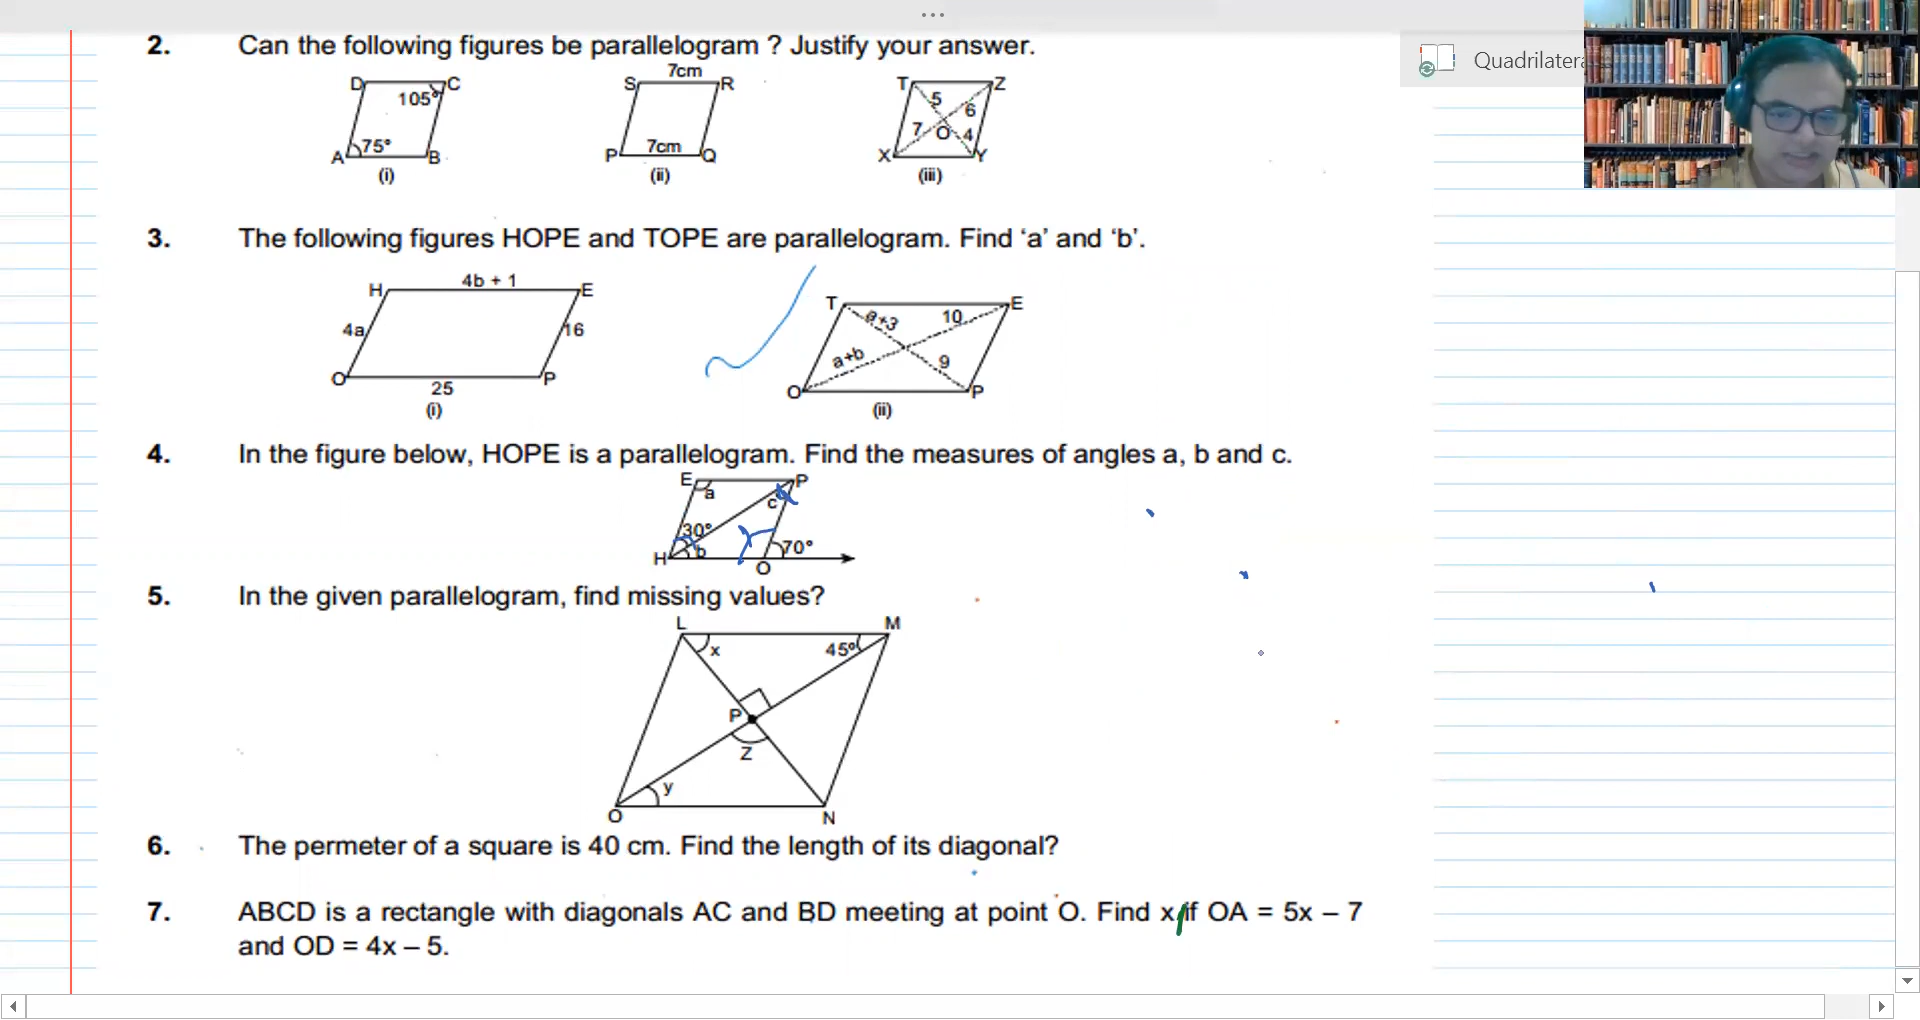 Quadrilatera
2. Can the following figures be parallelogram ? Justify your answer.
D C 105° A 75° B (i)
S 7cm R P 7cm Q (ii)
T Z 5 6 7 O 4 X Y (iii)
3. The following figures HOPE and TOPE are parallelogram. Find ‘a’ and ‘b’.
H 4b + 1 E 4a 16 O 25 P (i)
T E a+3 10 a+b 9 O P (ii)
4. In the figure below, HOPE is a parallelogram. Find the measures of angles a, b and c.
E a P c 30° H b 70° O
5. In the given parallelogram, find missing values?
L M x 45° P Z y O N
6. The permeter of a square is 40 cm. Find the length of its diagonal?
7. ABCD is a rectangle with diagonals AC and BD meeting at point O. Find x, if OA = 5x – 7
and OD = 4x – 5.